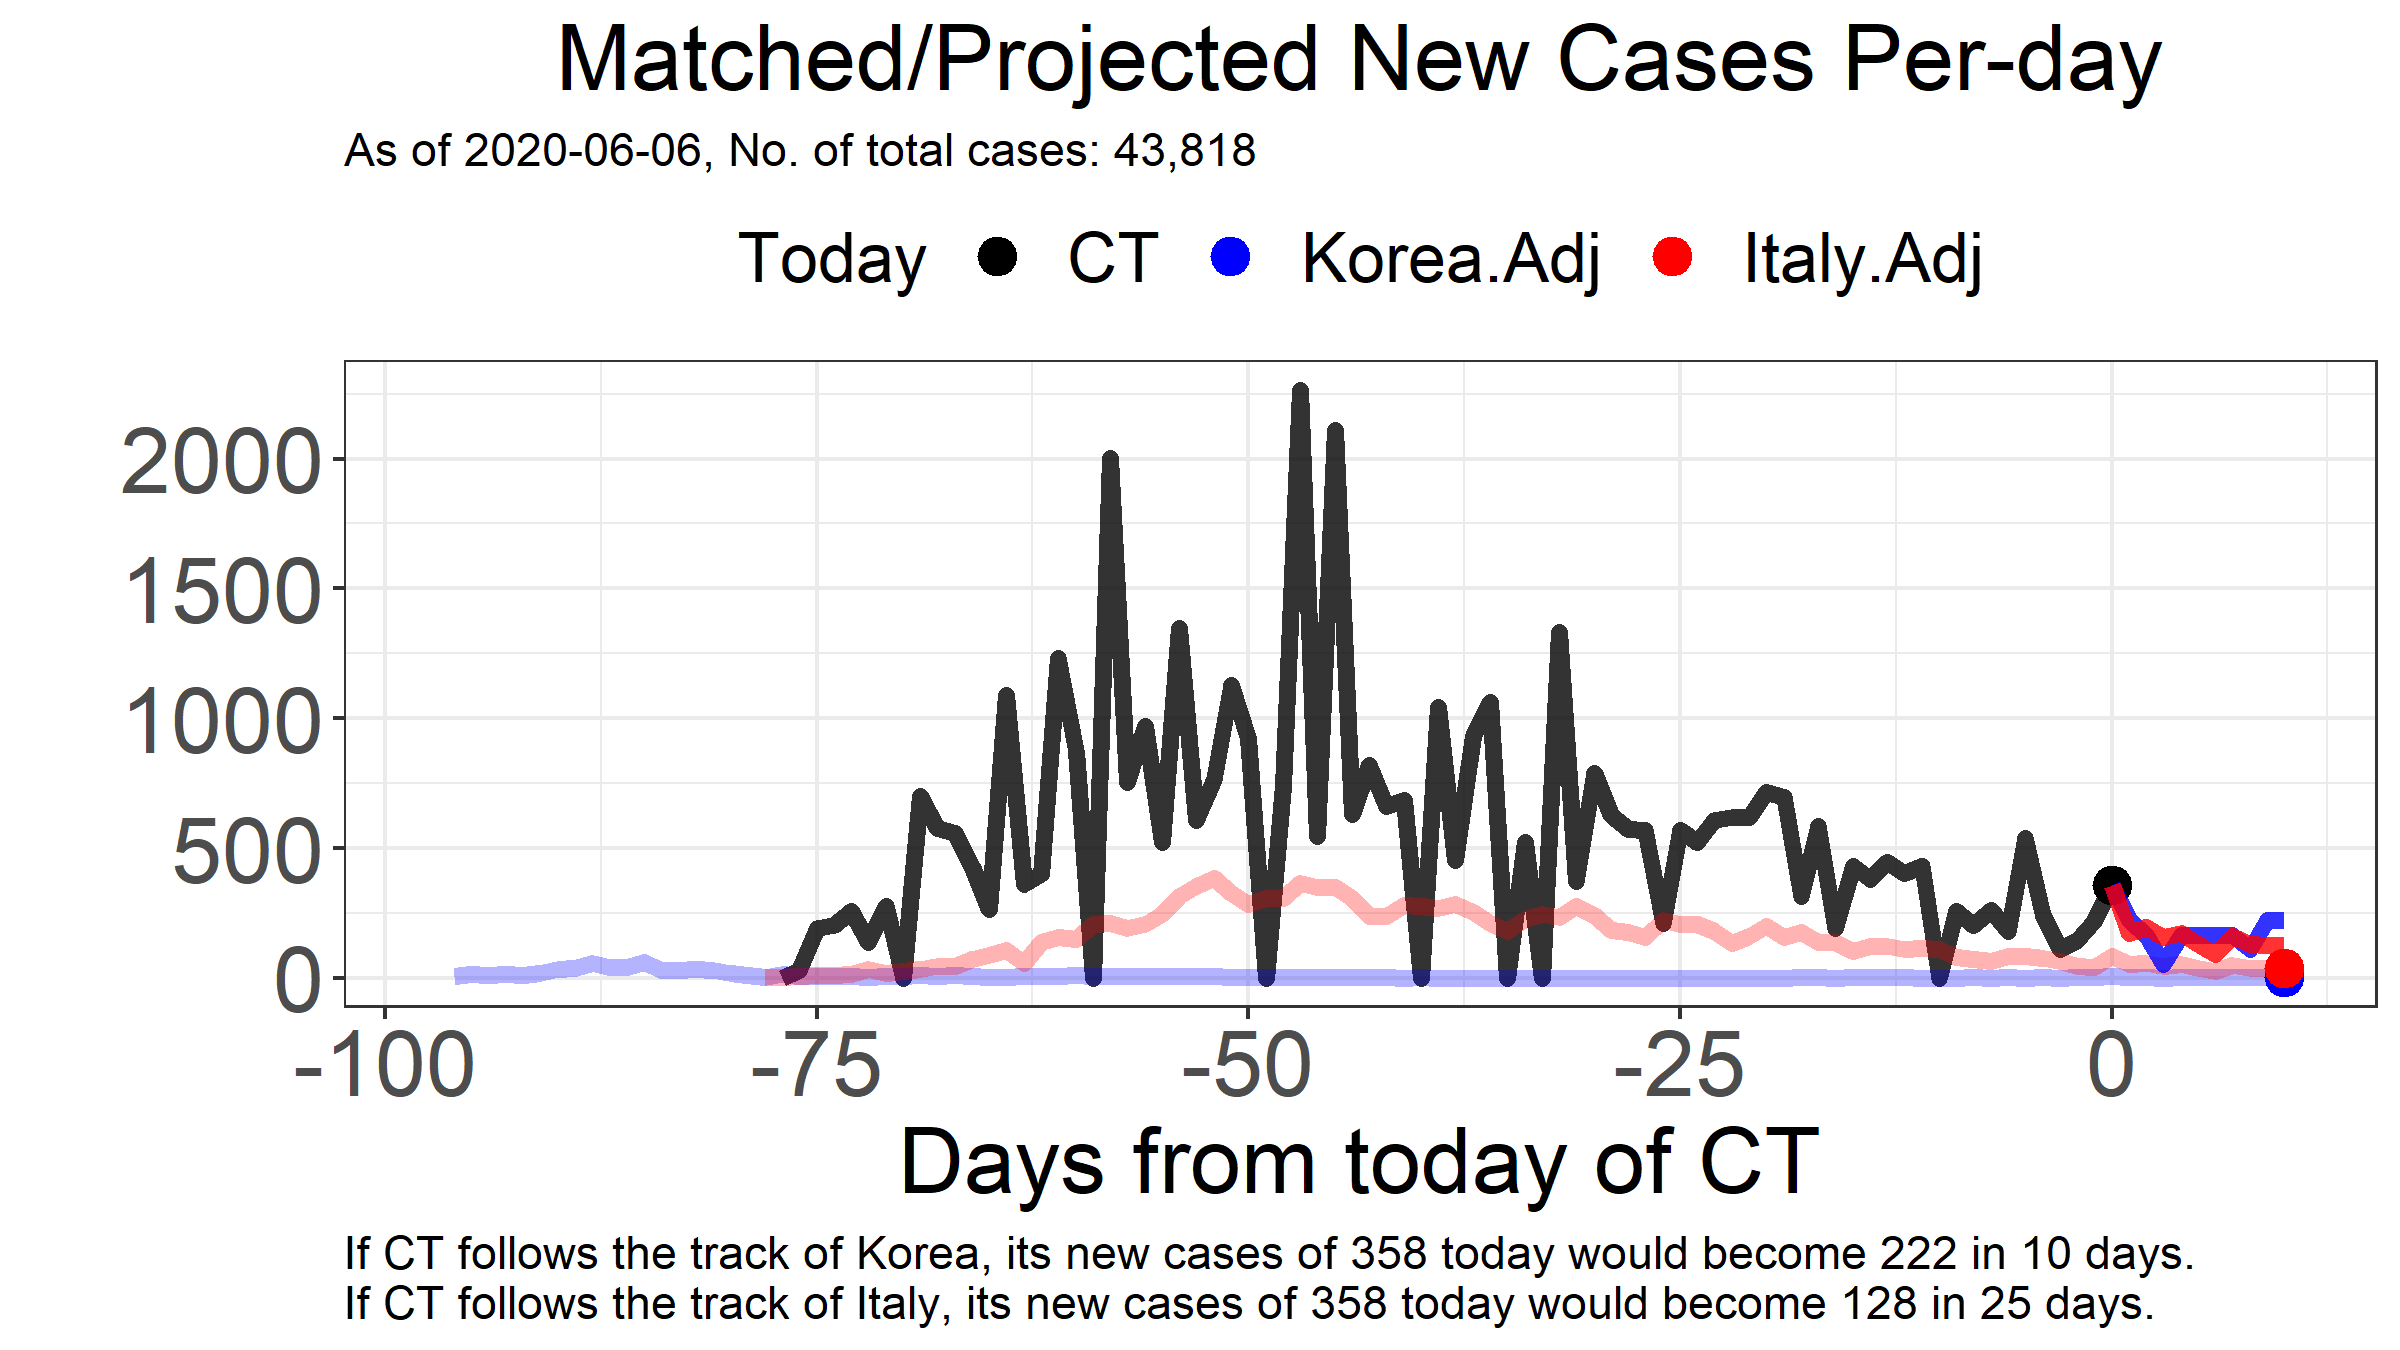 Matched/Projected New Cases Per-day
As of 2020-06-06, No. of total cases: 43,818
Today CT Korea.Adj Italy.Adj
2000
1500
1000
500
0
-100 -75 -50 -25 0
Days from today of CT
If CT follows the track of Korea, its new cases of 358 today would become 222 in 10 days.
If CT follows the track of Italy, its new cases of 358 today would become 128 in 25 days.